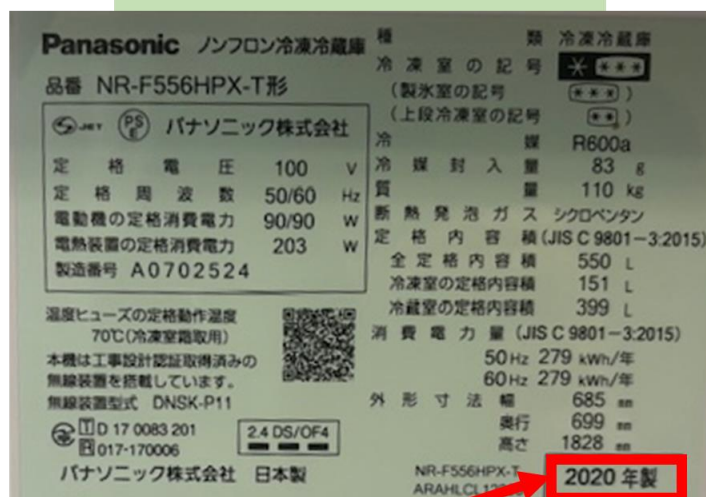 Panasonic ノンフロン冷凍冷蔵庫
品番 NR-F556HPX-T形
JET PS E パナソニック株式会社
定格電圧 100 V
定格周波数 50/60 Hz
電動機の定格消費電力 90/90 W
電熱装置の定格消費電力 203 W
製造番号 A0702524
温度ヒューズの定格動作温度
70℃(冷凍室霜取用)
本機は工事設計認証取得済みの
無線装置を搭載しています。
無線装置型式 DNSK-P11
T D 17 0083 201
R 017-170006
2.4 DS/OF4
パナソニック株式会社 日本製
種類 冷凍冷蔵庫
冷凍室の記号 * ***
(製氷室の記号 *** )
(上段冷凍室の記号 ** )
冷媒 R600a
冷媒封入量 83 g
質量 110 kg
断熱発泡ガス シクロペンタン
定格内容積(JIS C 9801-3:2015)
全定格内容積 550 L
冷凍室の定格内容積 151 L
冷蔵室の定格内容積 399 L
消費電力量(JIS C 9801-3:2015)
50Hz 279 kWh/年
60Hz 279 kWh/年
外形寸法 幅 685 mm
奥行 699 mm
高さ 1828 mm
NR-F556HPX-T
2020 年製